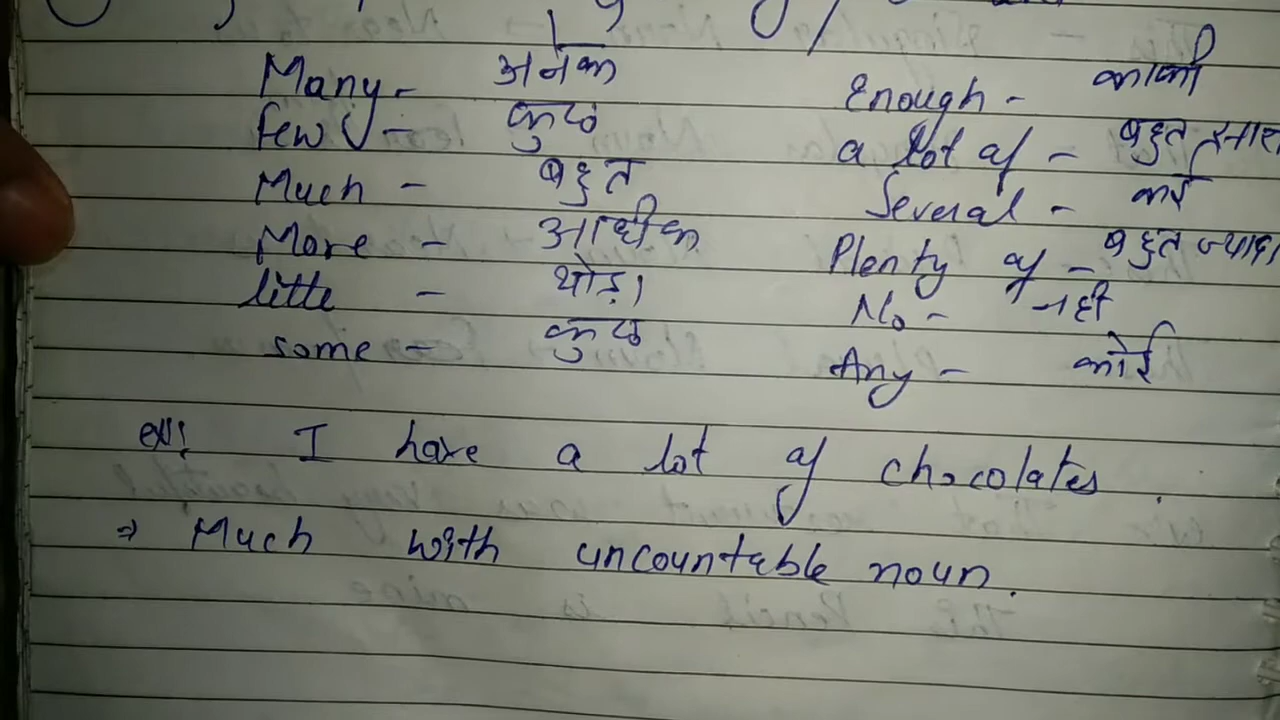 Many - अनेक Enough - काफी
few - कुछ a lot of - बहुत सारा
Much - बहुत Several - कई
More - आधीक Plenty of - बहुत ज्यादा
little - थोड़ा No - नही
some - कुछ Any - कोई
ex: I have a lot of chocolates.
⇒ Much with uncountable noun.